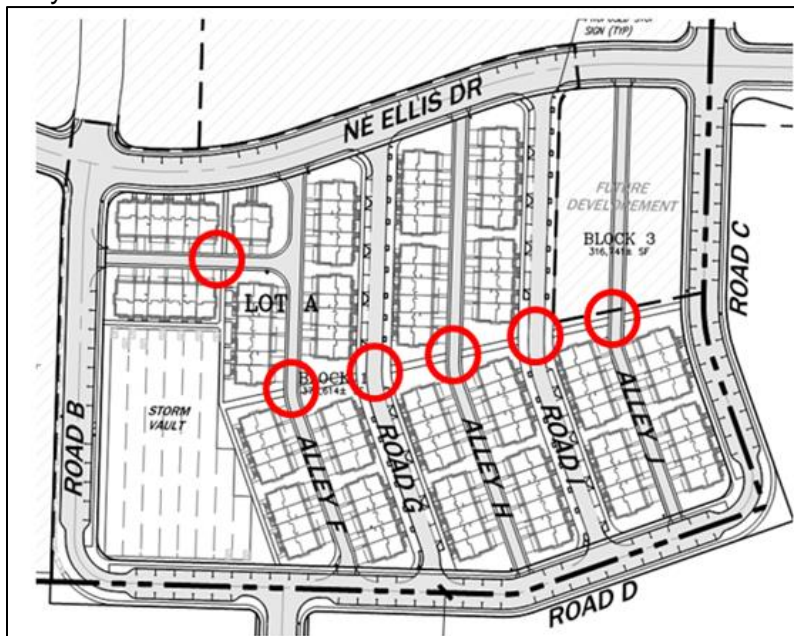 SIGN (TYP)
NE ELLIS DR
FUTURE
DEVELOPEMENT
BLOCK 3
316,741± SF
ROAD C
LOT A
BLOCK 1
STORM
VAULT
ROAD B
ALLEY F
ROAD G
ALLEY H
ROAD I
ALLEY J
ROAD D